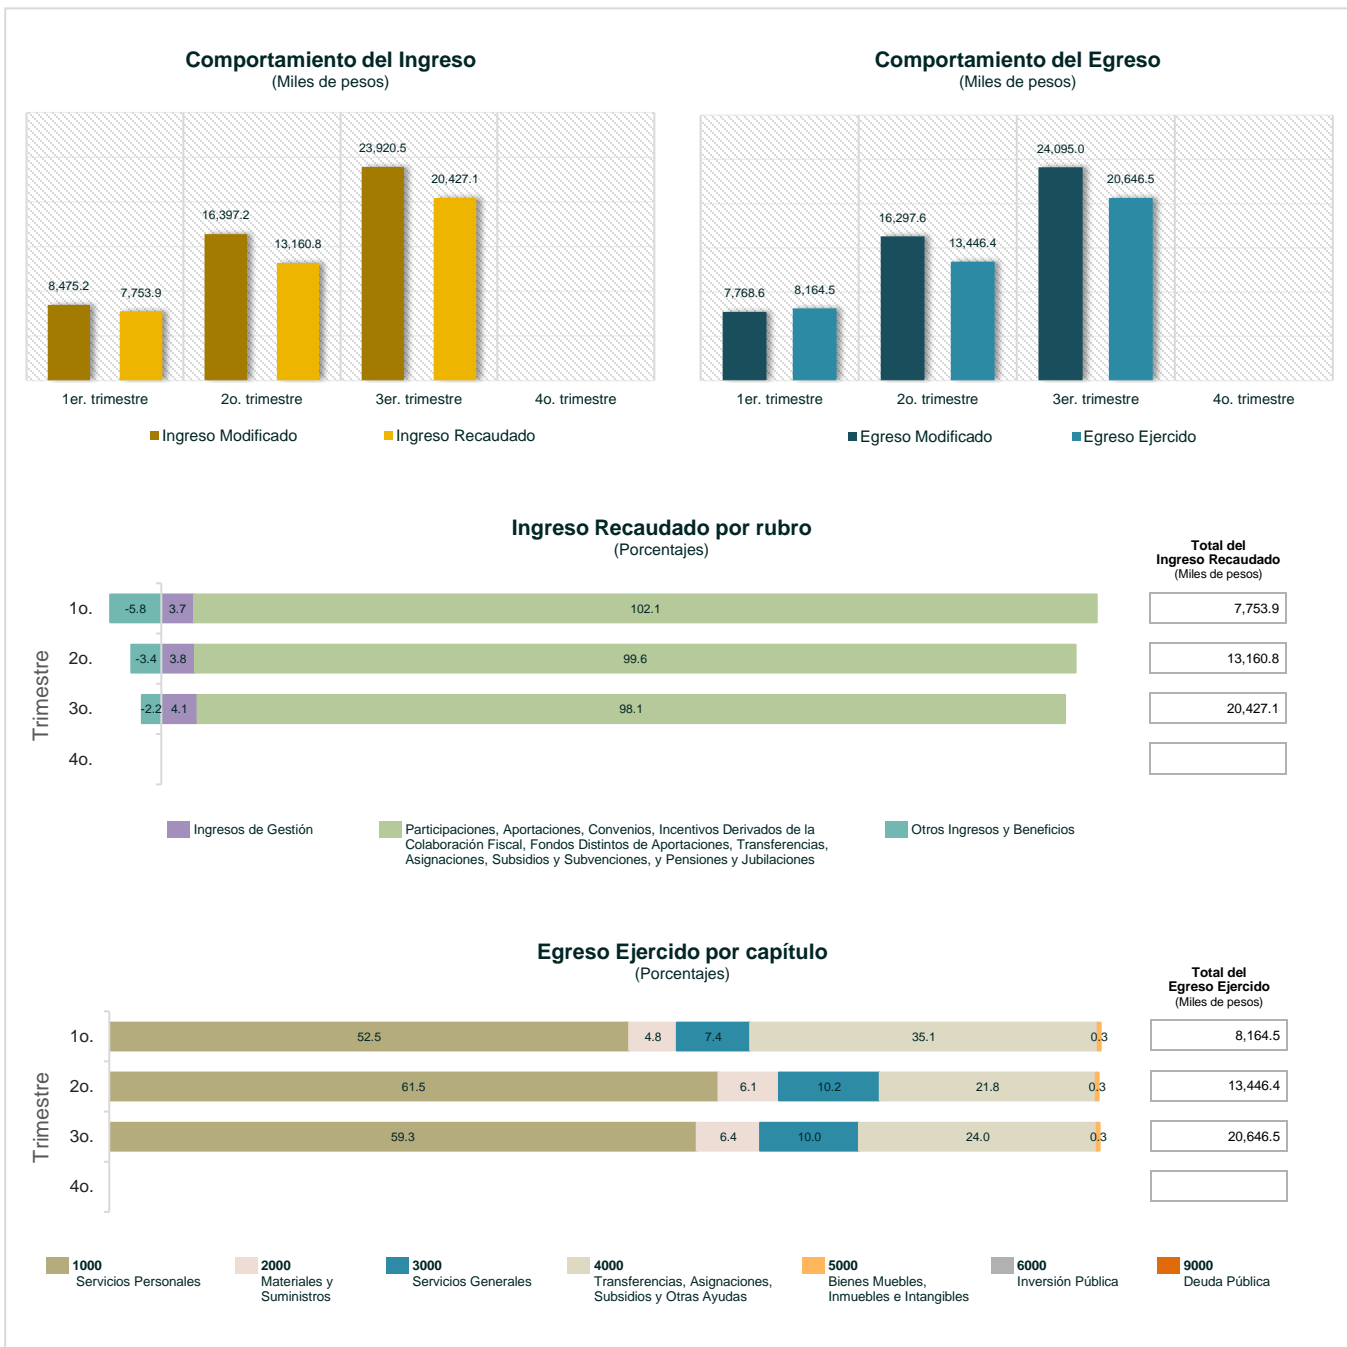 Comportamiento del Ingreso
(Miles de pesos)
23,920.5
20,427.1
16,397.2
13,160.8
8,475.2
7,753.9
1er. trimestre
2o. trimestre
3er. trimestre
4o. trimestre
Ingreso Modificado
Ingreso Recaudado
Comportamiento del Egreso
(Miles de pesos)
24,095.0
20,646.5
16,297.6
13,446.4
7,768.6
8,164.5
1er. trimestre
2o. trimestre
3er. trimestre
4o. trimestre
Egreso Modificado
Egreso Ejercido
Ingreso Recaudado por rubro
(Porcentajes)
Total del
Ingreso Recaudado
(Miles de pesos)
Trimestre
1o.
-5.8
3.7
102.1
7,753.9
2o.
-3.4
3.8
99.6
13,160.8
3o.
-2.2
4.1
98.1
20,427.1
4o.
Ingresos de Gestión
Participaciones, Aportaciones, Convenios, Incentivos Derivados de la
Colaboración Fiscal, Fondos Distintos de Aportaciones, Transferencias,
Asignaciones, Subsidios y Subvenciones, y Pensiones y Jubilaciones
Otros Ingresos y Beneficios
Egreso Ejercido por capítulo
(Porcentajes)
Total del
Egreso Ejercido
(Miles de pesos)
Trimestre
1o.
52.5
4.8
7.4
35.1
0.3
8,164.5
2o.
61.5
6.1
10.2
21.8
0.3
13,446.4
3o.
59.3
6.4
10.0
24.0
0.3
20,646.5
4o.
1000
Servicios Personales
2000
Materiales y
Suministros
3000
Servicios Generales
4000
Transferencias, Asignaciones,
Subsidios y Otras Ayudas
5000
Bienes Muebles,
Inmuebles e Intangibles
6000
Inversión Pública
9000
Deuda Pública